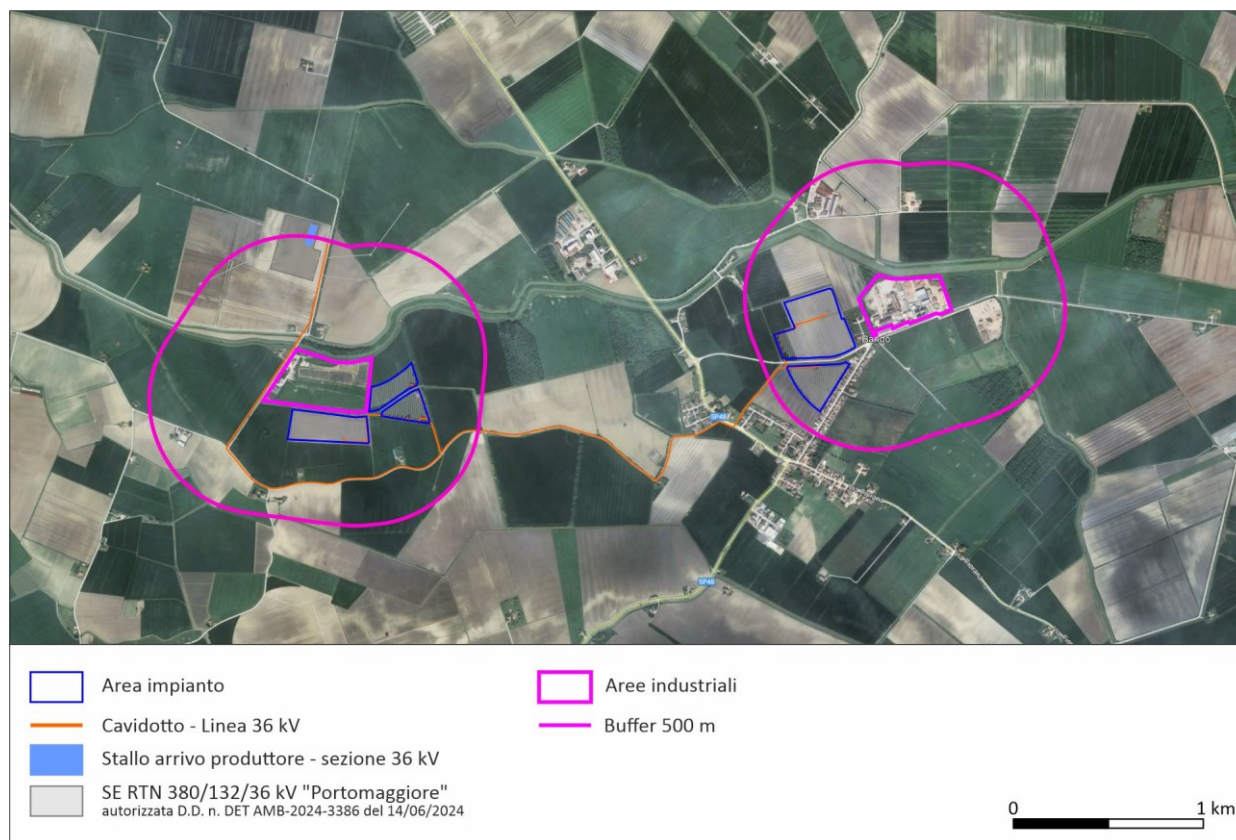 Bando
SP48
SP48
Area impianto
Cavidotto - Linea 36 kV
Stallo arrivo produttore - sezione 36 kV
SE RTN 380/132/36 kV "Portomaggiore"
autorizzata D.D. n. DET AMB-2024-3386 del 14/06/2024
Aree industriali
Buffer 500 m
0
1 km